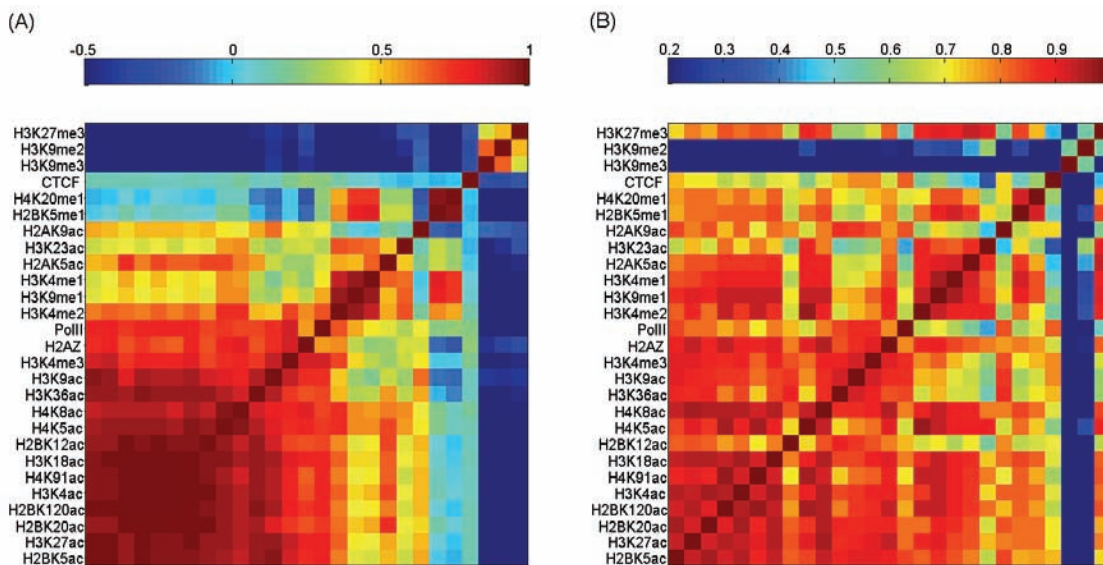 (A)
-0.5 0 0.5 1
H3K27me3
H3K9me2
H3K9me3
CTCF
H4K20me1
H2BK5me1
H2AK9ac
H3K23ac
H2AK5ac
H3K4me1
H3K9me1
H3K4me2
PolII
H2AZ
H3K4me3
H3K9ac
H3K36ac
H4K8ac
H4K5ac
H2BK12ac
H3K18ac
H4K91ac
H3K4ac
H2BK120ac
H2BK20ac
H3K27ac
H2BK5ac
(B)
0.2 0.3 0.4 0.5 0.6 0.7 0.8 0.9
H3K27me3
H3K9me2
H3K9me3
CTCF
H4K20me1
H2BK5me1
H2AK9ac
H3K23ac
H2AK5ac
H3K4me1
H3K9me1
H3K4me2
PolII
H2AZ
H3K4me3
H3K9ac
H3K36ac
H4K8ac
H4K5ac
H2BK12ac
H3K18ac
H4K91ac
H3K4ac
H2BK120ac
H2BK20ac
H3K27ac
H2BK5ac